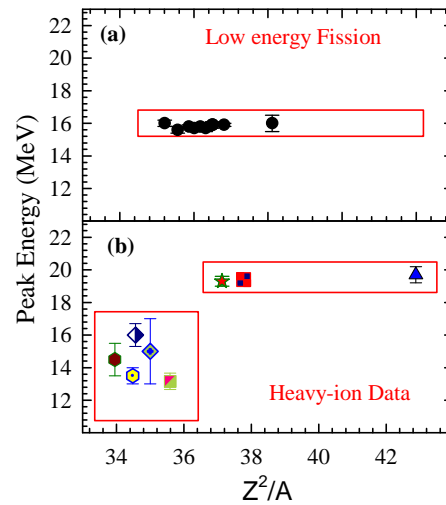 22
(a)
Low energy Fission
20
18
16
14
12
Peak Energy (MeV)
22
(b)
20
18
16
14
12
Heavy-ion Data
34 36 38 40 42
Z²/A